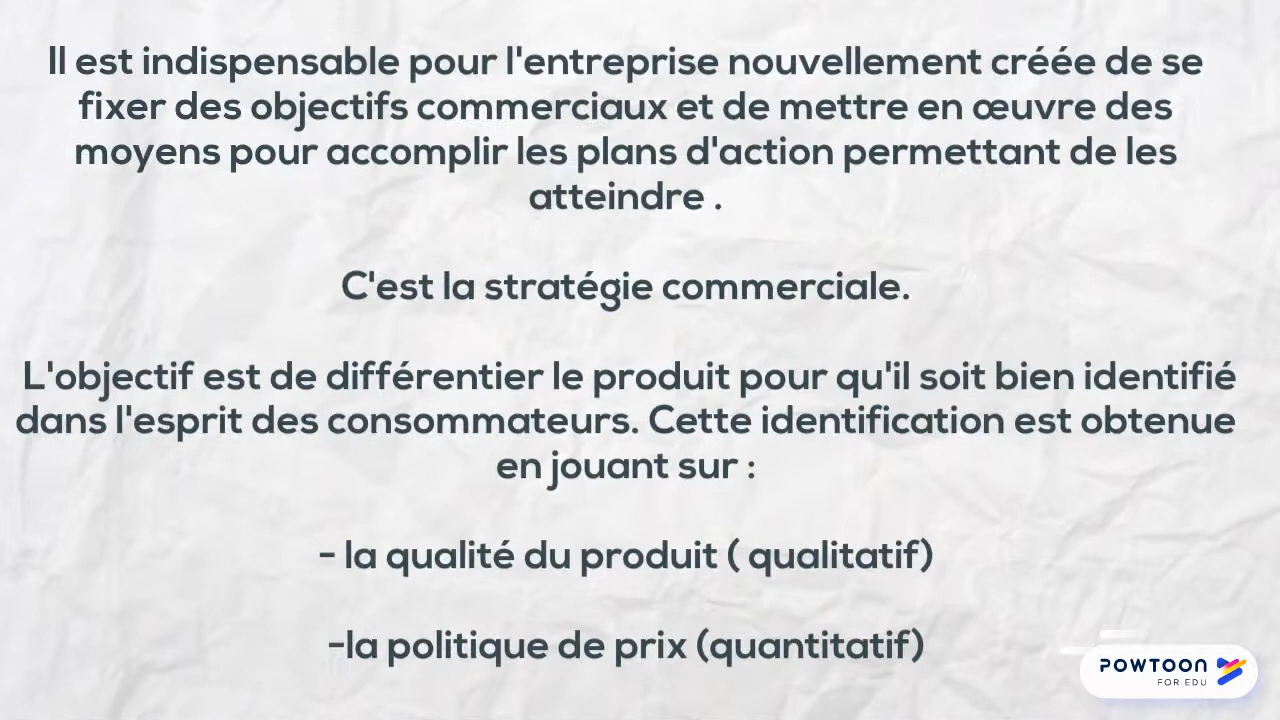 Il est indispensable pour l'entreprise nouvellement créée de se
fixer des objectifs commerciaux et de mettre en œuvre des
moyens pour accomplir les plans d'action permettant de les
atteindre .
C'est la stratégie commerciale.
L'objectif est de différentier le produit pour qu'il soit bien identifié
dans l'esprit des consommateurs. Cette identification est obtenue
en jouant sur :
- la qualité du produit ( qualitatif)
-la politique de prix (quantitatif)
POWTOON
FOR EDU